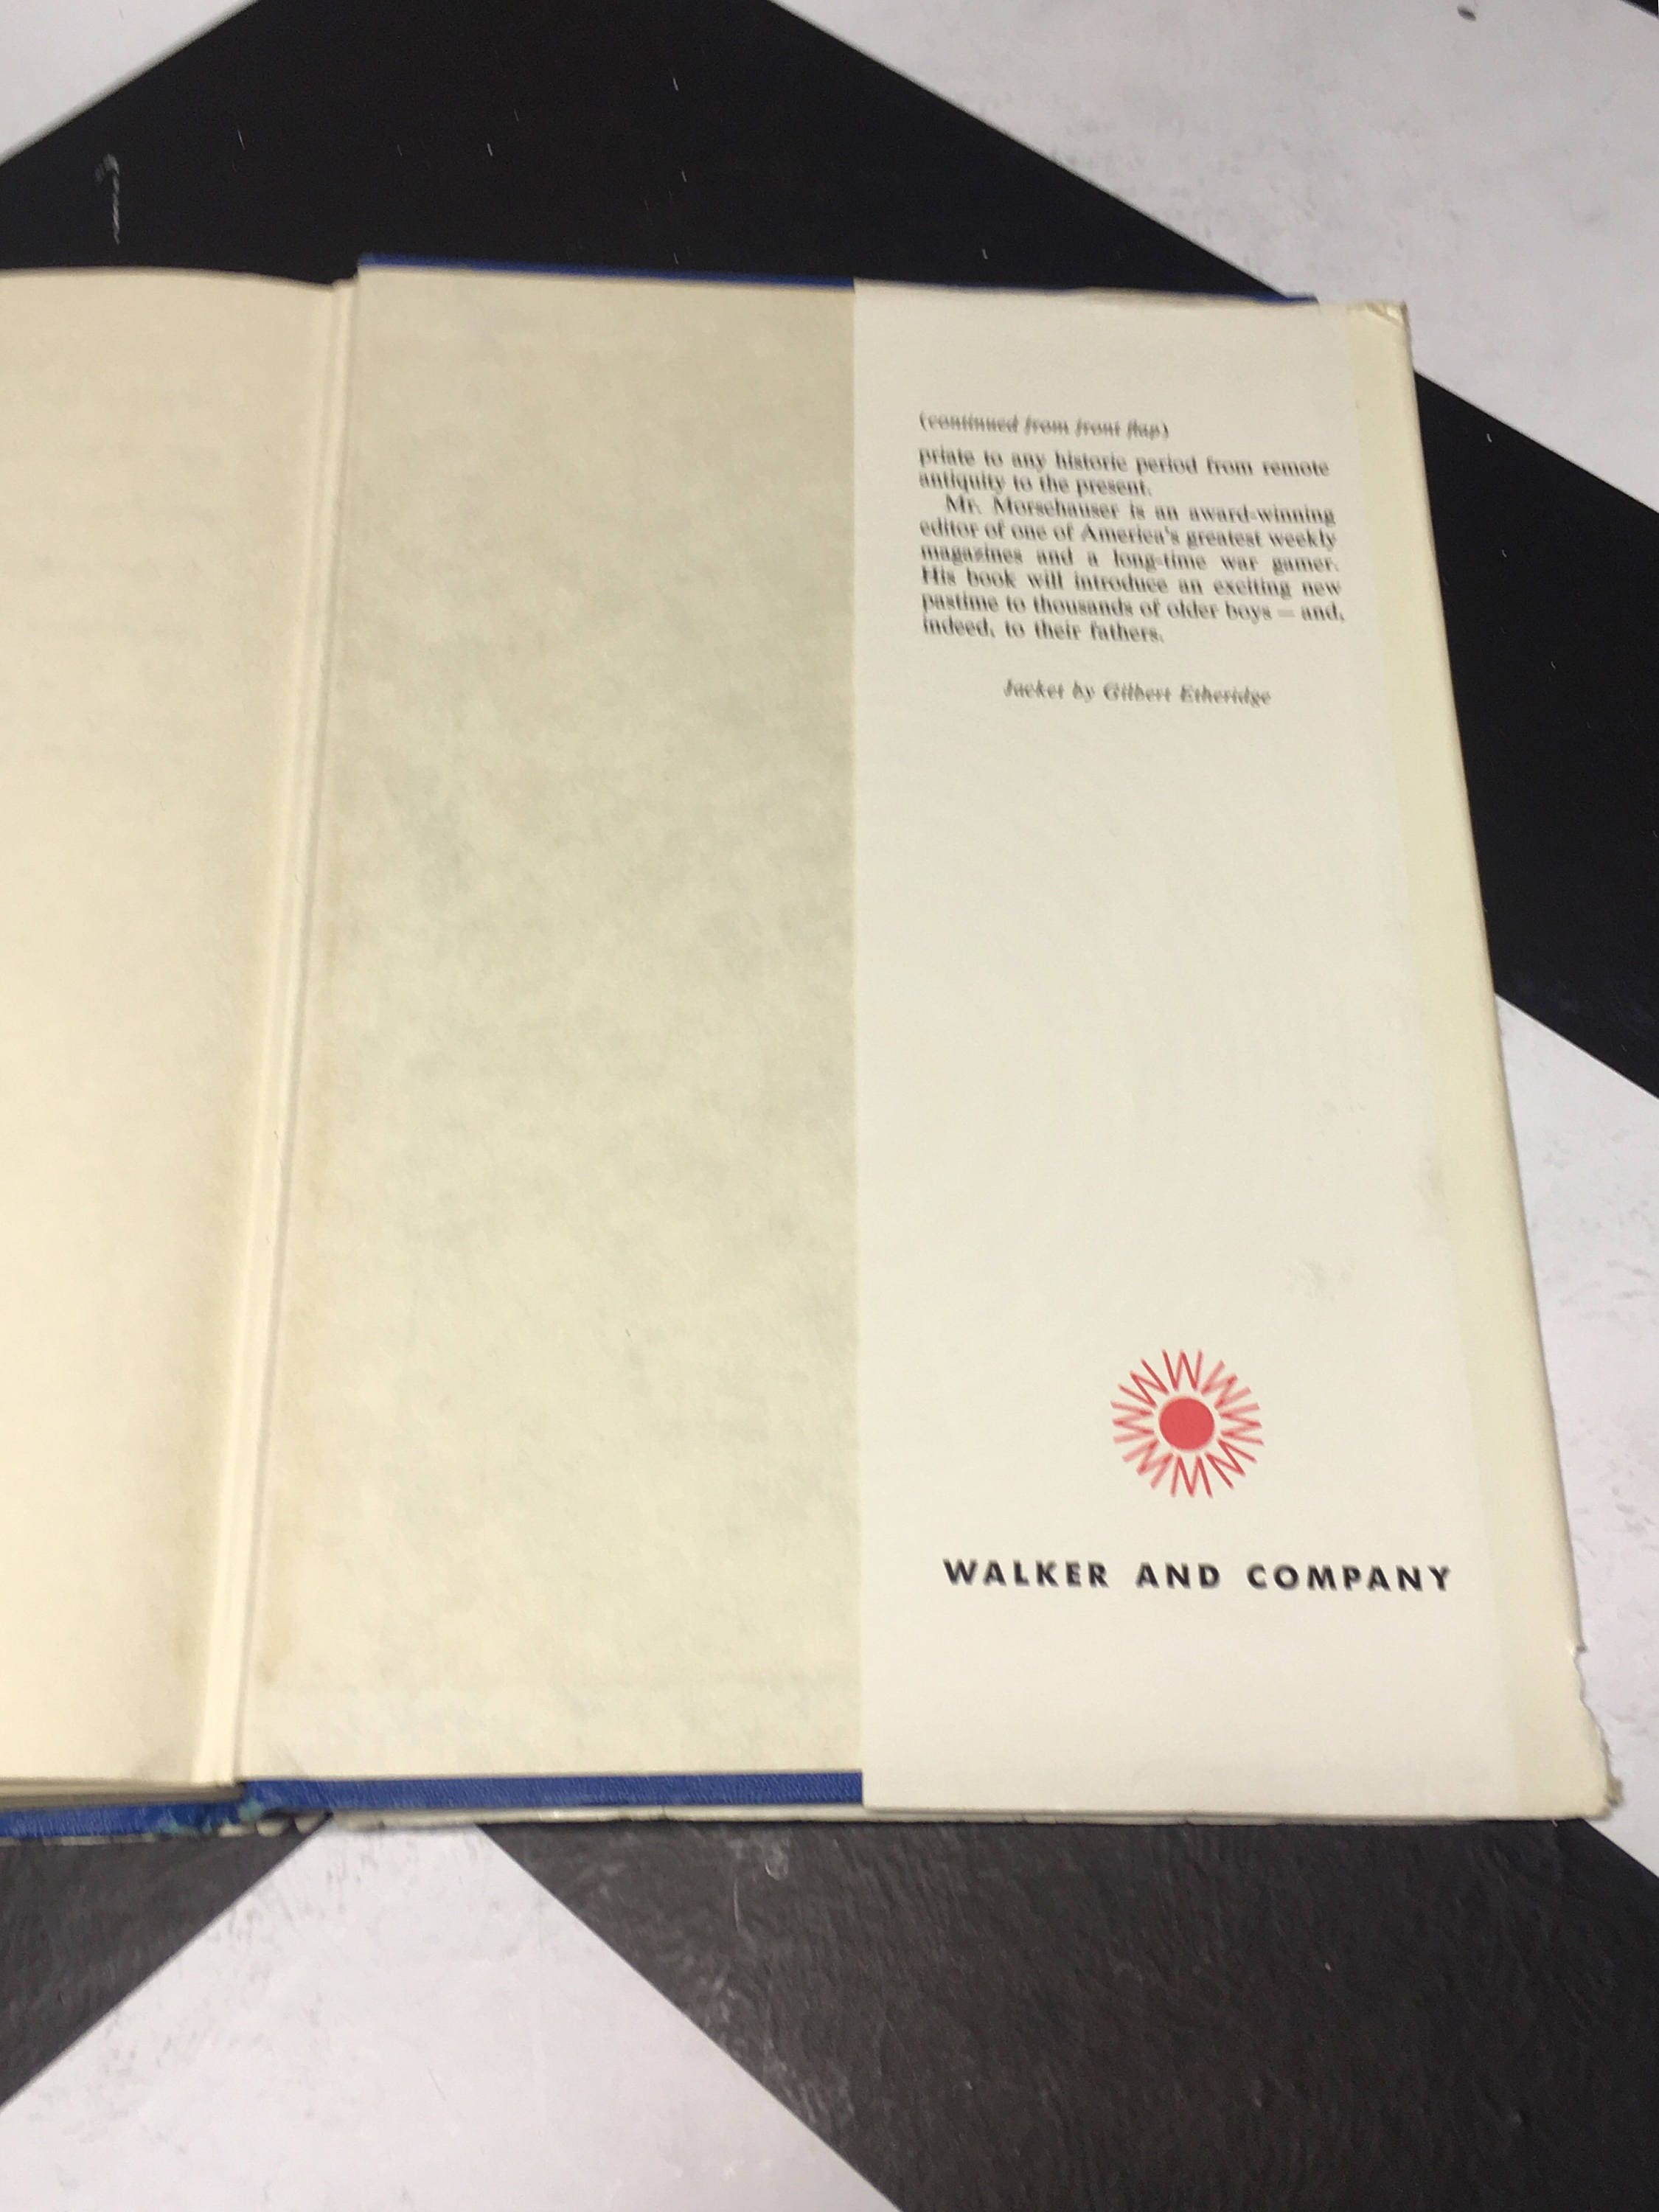 (continued from front flap)
priate to any historic period from remote
antiquity to the present.
Mr. Morschauser is an award-winning
editor of one of America's greatest weekly
magazines and a long-time war gamer.
His book will introduce an exciting new
pastime to thousands of older boys — and,
indeed, to their fathers.
Jacket by Gilbert Etheridge
WALKER AND COMPANY